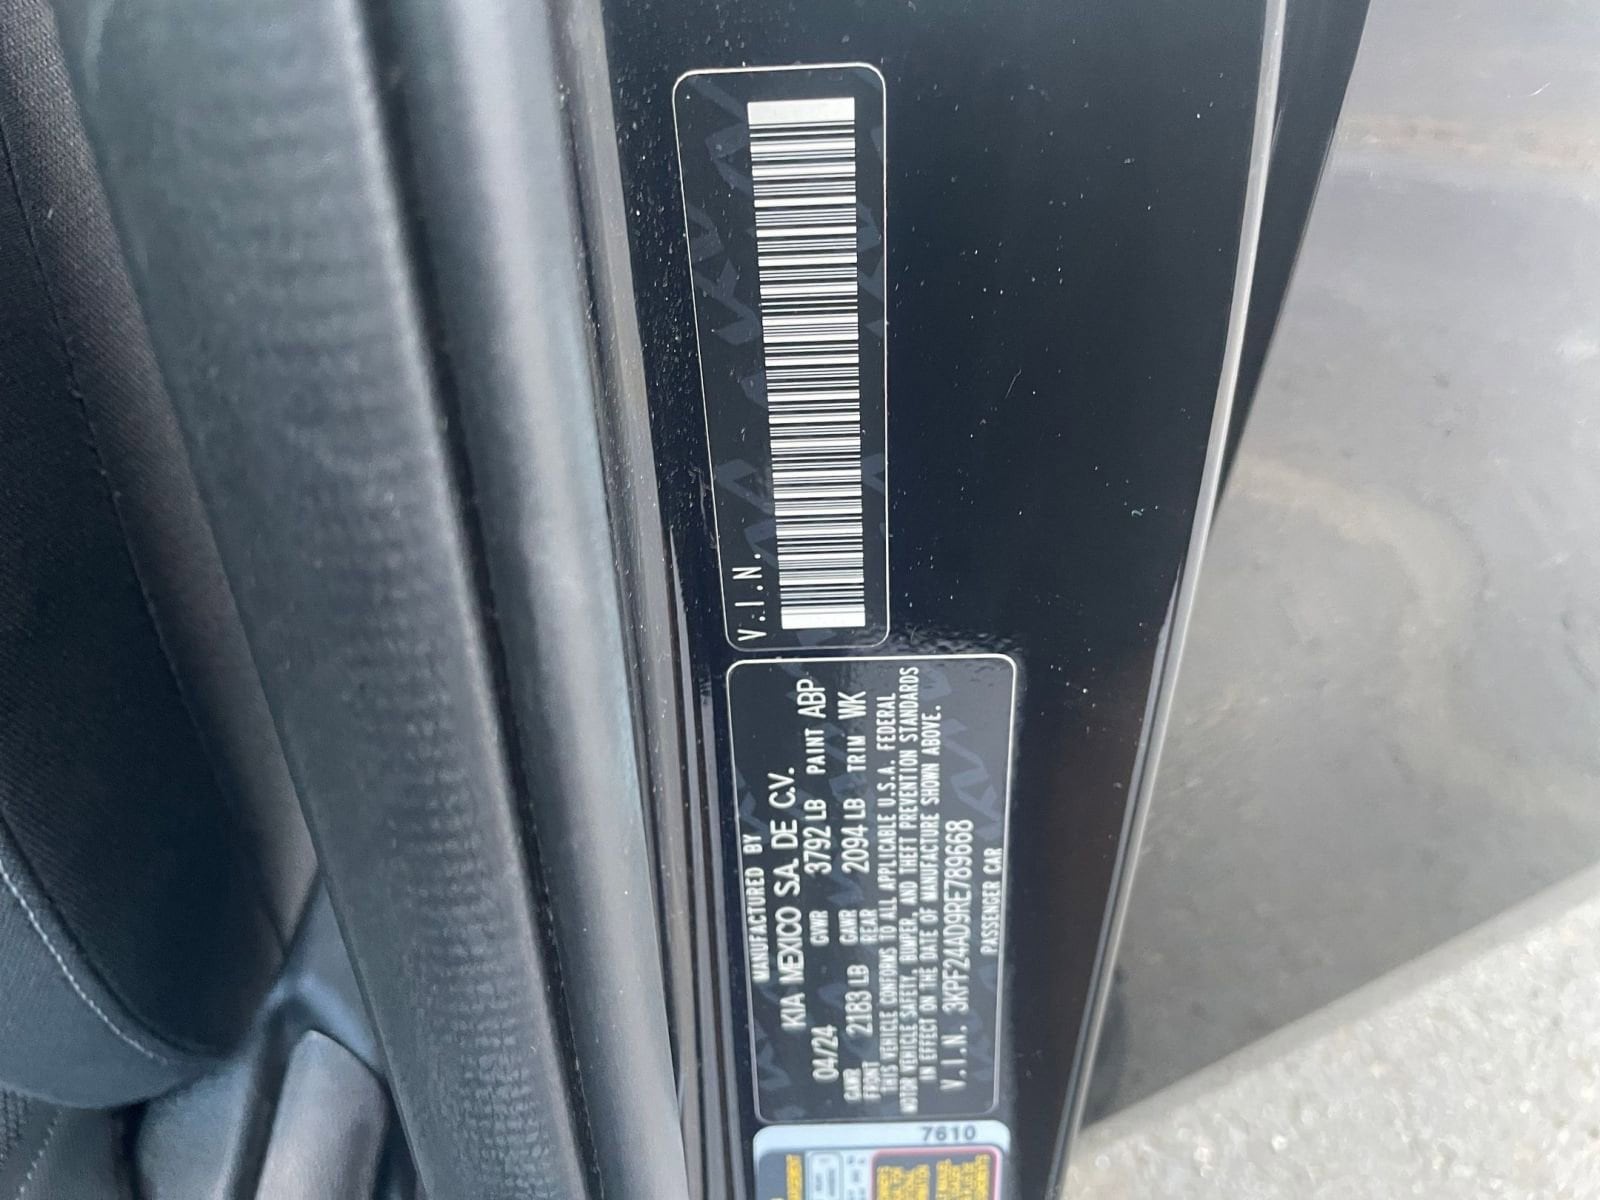 V.I.N.
MANUFACTURED BY
KIA MEXICO S.A. DE C.V.
04/24 GVWR 3792 LB PAINT ABP
GAWR FRONT 2183 LB GAWR REAR 2094 LB TRIM WK
THIS VEHICLE CONFORMS TO ALL APPLICABLE U.S.A. FEDERAL
MOTOR VEHICLE SAFETY, BUMPER, AND THEFT PREVENTION STANDARDS
IN EFFECT ON THE DATE OF MANUFACTURE SHOWN ABOVE.
V.I.N. 3KPF24AD9RE789668
PASSENGER CAR
7610